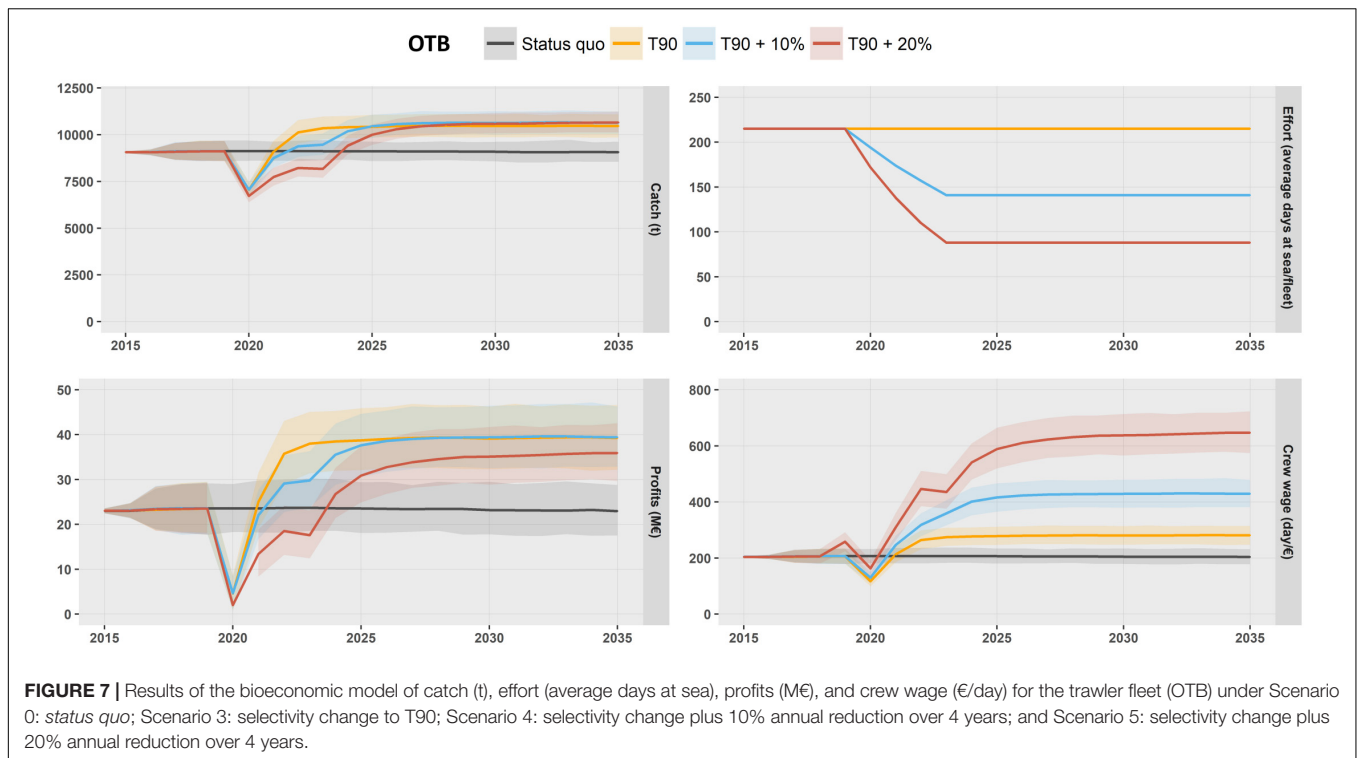 OTB Status quo T90 T90 + 10% T90 + 20%
12500
10000
7500
5000
2500
0
2015 2020 2025 2030 2035
Catch (t)
250
200
150
100
50
0
2015 2020 2025 2030 2035
Effort (average days at sea/fleet)
50
40
30
20
10
0
2015 2020 2025 2030 2035
Profits (M€)
800
600
400
200
0
2015 2020 2025 2030 2035
Crew wage (day/€)
FIGURE 7 | Results of the bioeconomic model of catch (t), effort (average days at sea), profits (M€), and crew wage (€/day) for the trawler fleet (OTB) under Scenario
0: status quo; Scenario 3: selectivity change to T90; Scenario 4: selectivity change plus 10% annual reduction over 4 years; and Scenario 5: selectivity change plus
20% annual reduction over 4 years.